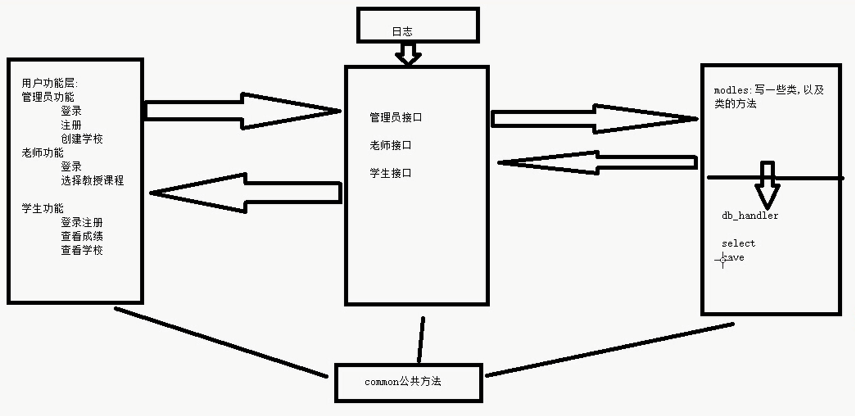 日志
用户功能层:
管理员功能
登录
注册
创建学校
老师功能
登录
选择教授课程
学生功能
登录注册
查看成绩
查看学校
管理员接口
老师接口
学生接口
modles:写一些类,以及
类的方法
db_handler
select
save
common公共方法